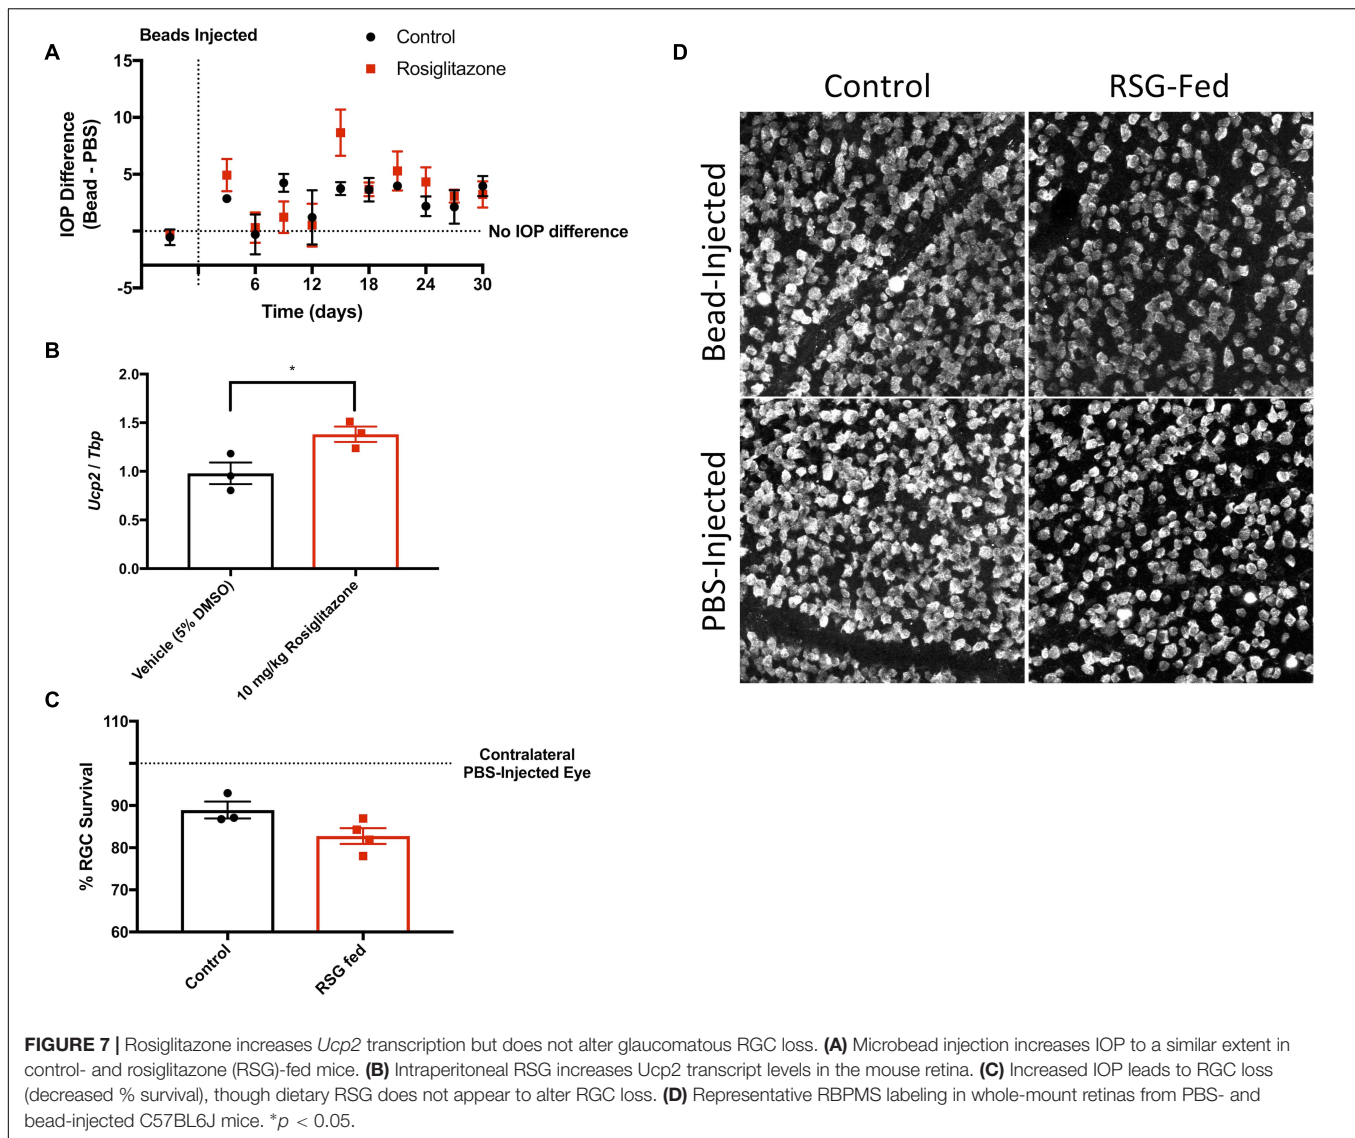 A
Beads Injected
Control
Rosiglitazone
15
10
5
-5
IOP Difference
(Bead - PBS)
No IOP difference
6
12
18
24
30
Time (days)
B
*
2.0
1.5
1.0
0.5
0.0
Ucp2 / Tbp
Vehicle (5% DMSO)
10 mg/kg Rosiglitazone
C
110
90
80
70
60
% RGC Survival
Contralateral
PBS-Injected Eye
Control
RSG fed
D
Control
RSG-Fed
Bead-Injected
PBS-Injected
FIGURE 7 | Rosiglitazone increases Ucp2 transcription but does not alter glaucomatous RGC loss. (A) Microbead injection increases IOP to a similar extent in
control- and rosiglitazone (RSG)-fed mice. (B) Intraperitoneal RSG increases Ucp2 transcript levels in the mouse retina. (C) Increased IOP leads to RGC loss
(decreased % survival), though dietary RSG does not appear to alter RGC loss. (D) Representative RBPMS labeling in whole-mount retinas from PBS- and
bead-injected C57BL6J mice. *p < 0.05.